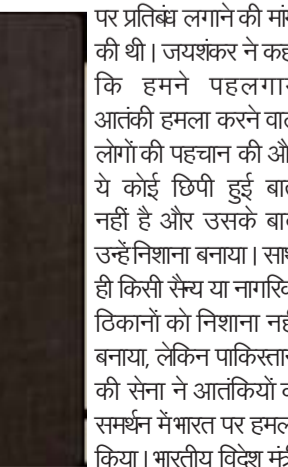 पर प्रतिबंध लगाने की मांग
की थी। जयशंकर ने कहा
कि हमने पहलगाम
आतंकी हमला करने वाले
लोगों की पहचान की और
ये कोई छिपी हुई बात
नहीं है और उसके बाद
उन्हें निशाना बनाया। साथ
ही किसी सैन्य या नागरिक
ठिकानों को निशाना नहीं
बनाया, लेकिन पाकिस्तान
की सेना ने आतंकियों के
समर्थन में भारत पर हमला
किया। भारतीय विदेश मंत्री